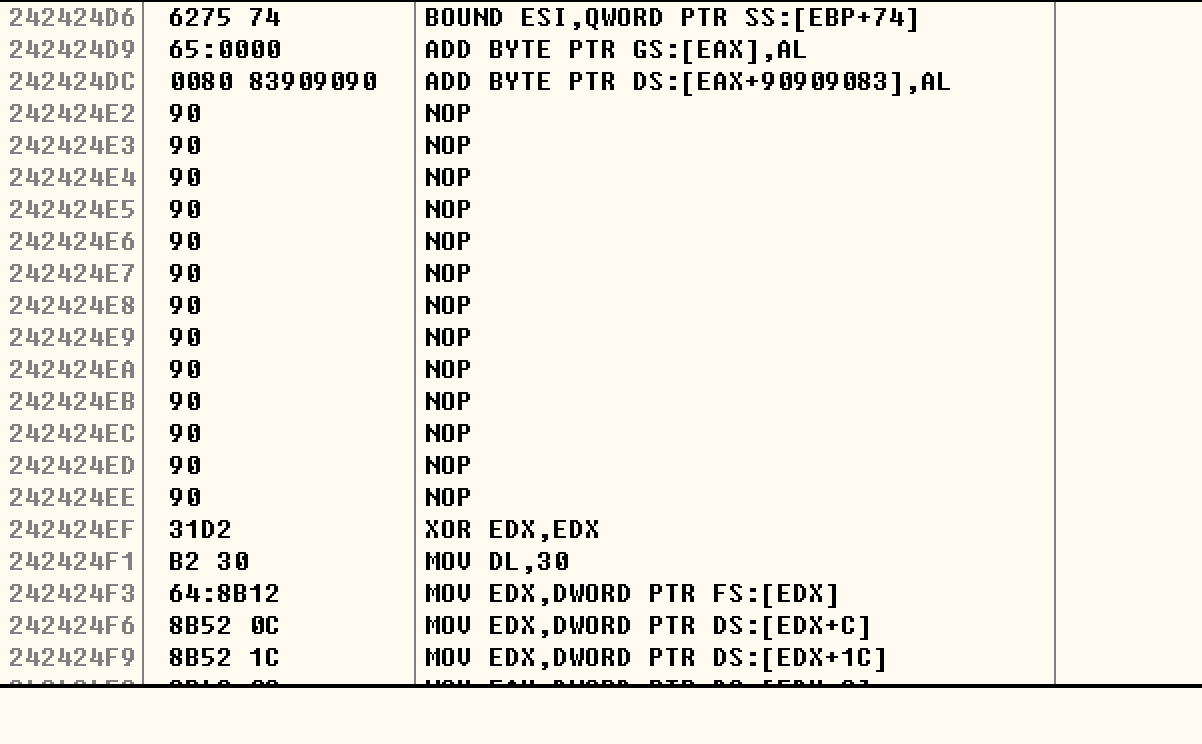 242424D6 6275 74 BOUND ESI,QWORD PTR SS:[EBP+74]
242424D9 65:0000 ADD BYTE PTR GS:[EAX],AL
242424DC 0080 83909090 ADD BYTE PTR DS:[EAX+90909083],AL
242424E2 90 NOP
242424E3 90 NOP
242424E4 90 NOP
242424E5 90 NOP
242424E6 90 NOP
242424E7 90 NOP
242424E8 90 NOP
242424E9 90 NOP
242424EA 90 NOP
242424EB 90 NOP
242424EC 90 NOP
242424ED 90 NOP
242424EE 90 NOP
242424EF 31D2 XOR EDX,EDX
242424F1 B2 30 MOV DL,30
242424F3 64:8B12 MOV EDX,DWORD PTR FS:[EDX]
242424F6 8B52 0C MOV EDX,DWORD PTR DS:[EDX+C]
242424F9 8B52 1C MOV EDX,DWORD PTR DS:[EDX+1C]